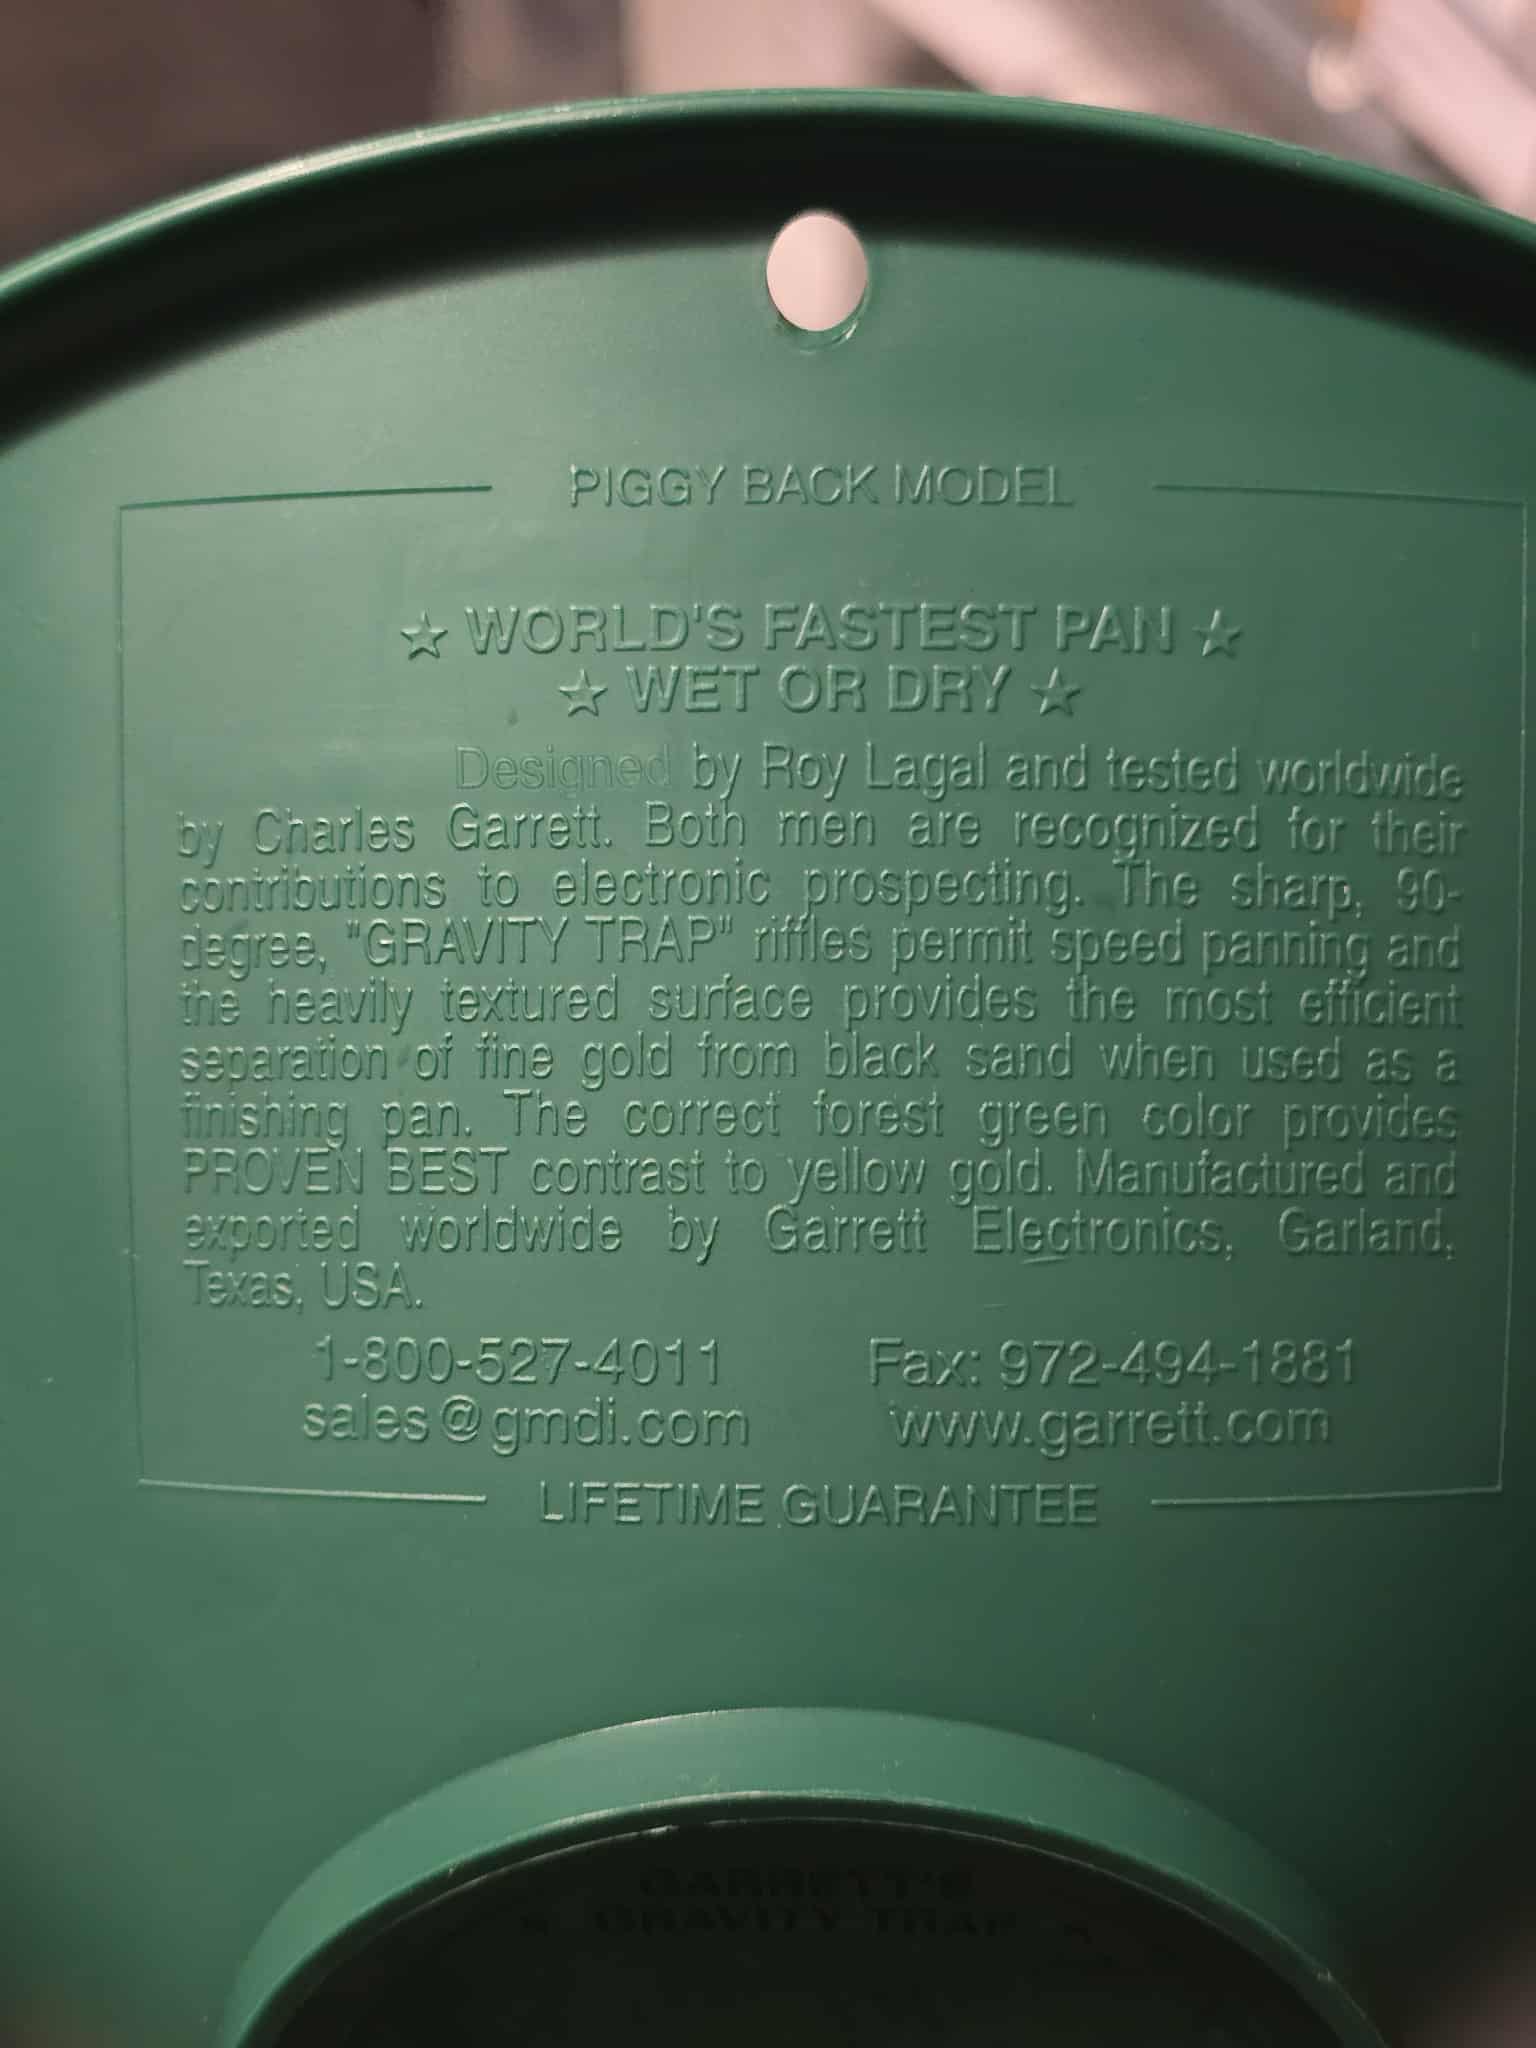 PIGGY BACK MODEL
☆ WORLD'S FASTEST PAN ☆
☆ WET OR DRY ☆
Designed by Roy Lagal and tested worldwide
by Charles Garrett. Both men are recognized for their
contributions to electronic prospecting. The sharp, 90-
degree, "GRAVITY TRAP" riffles permit speed panning and
the heavily textured surface provides the most efficient
separation of fine gold from black sand when used as a
finishing pan. The correct forest green color provides
PROVEN BEST contrast to yellow gold. Manufactured and
exported worldwide by Garrett Electronics, Garland,
Texas, USA.
1-800-527-4011 Fax: 972-494-1881
sales@gmdi.com www.garrett.com
LIFETIME GUARANTEE
GARRETT'S
GRAVITY TRAP